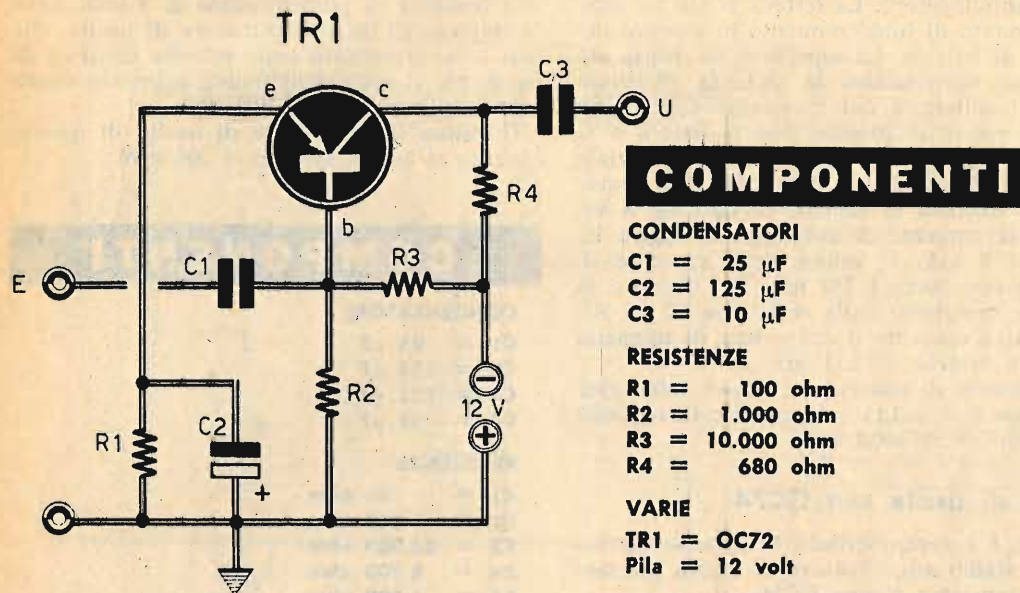 TR1
e
c
C3
U
R4
b
E
C1
R3
R2
12 V
R1
C2
+
COMPONENTI
CONDENSATORI
C1 = 25 µF
C2 = 125 µF
C3 = 10 µF
RESISTENZE
R1 = 100 ohm
R2 = 1.000 ohm
R3 = 10.000 ohm
R4 = 680 ohm
VARIE
TR1 = OC72
Pila = 12 volt